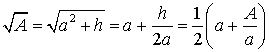 √A = √(a² + h) = a + h/2a = 1/2 (a + A/a)